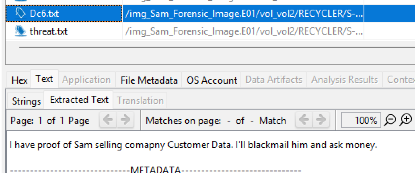 Dc6.txt /img_Sam_Forensic_Image.E01/vol_vol2/RECYCLER/S-...
threat.txt /img_Sam_Forensic_Image.E01/vol_vol2/RECYCLER/S-...
Hex Text Application File Metadata OS Account Data Artifacts Analysis Results Conte
Strings Extracted Text Translation
Page: 1 of 1 Page Matches on page: - of - Match 100%
I have proof of Sam selling comapny Customer Data. I'll blackmail him and ask money.
------------------------------METADATA------------------------------